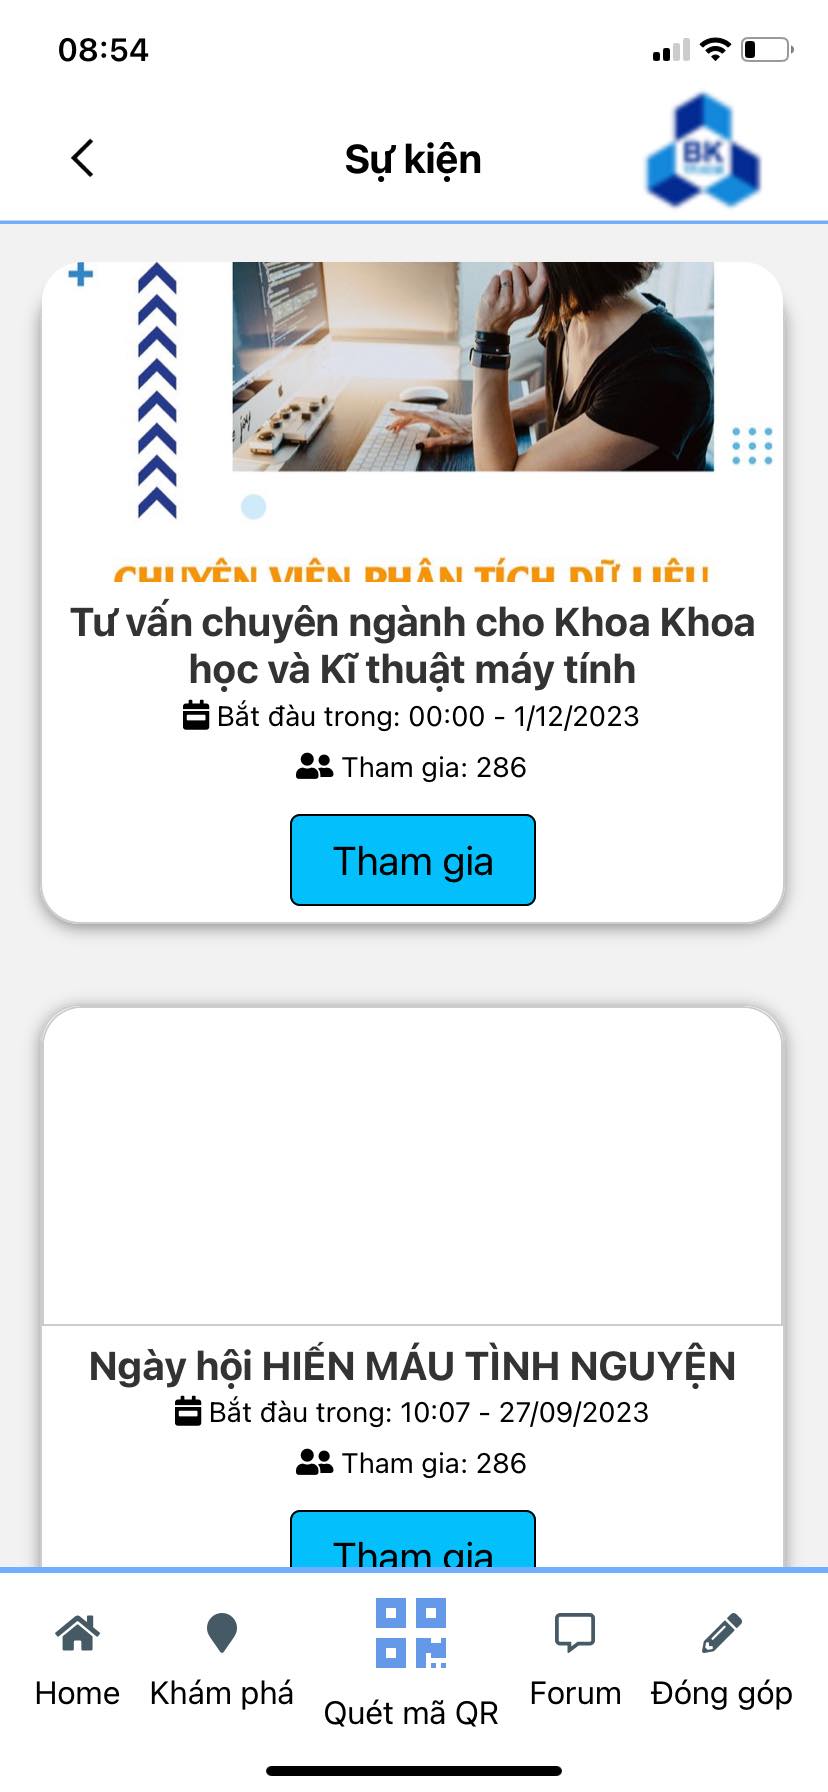 08:54
Sự kiện
BK
CHUYÊN VIÊN PHÂN TÍCH DỮ LIỆU
Tư vấn chuyên ngành cho Khoa Khoa
học và Kĩ thuật máy tính
Bắt đàu trong: 00:00 - 1/12/2023
Tham gia: 286
Tham gia
Ngày hội HIẾN MÁU TÌNH NGUYỆN
Bắt đàu trong: 10:07 - 27/09/2023
Tham gia: 286
Tham gia
Home
Khám phá
Quét mã QR
Forum
Đóng góp